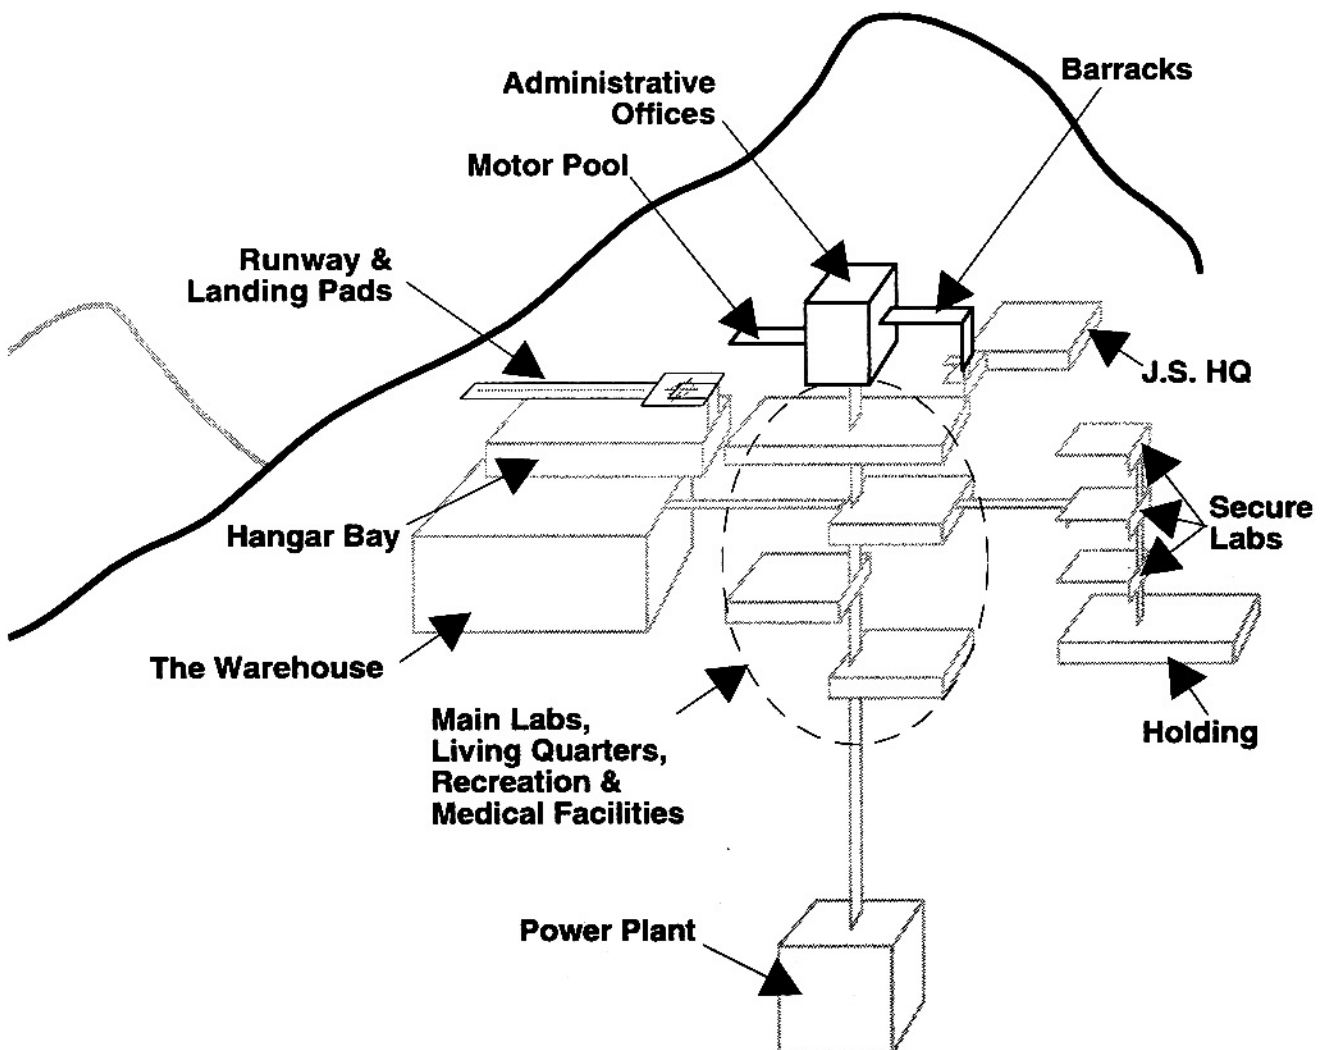 Administrative
Offices
Barracks
Motor Pool
Runway &
Landing Pads
J.S. HQ
Hangar Bay
Secure
Labs
The Warehouse
Main Labs,
Living Quarters,
Recreation &
Medical Facilities
Holding
Power Plant